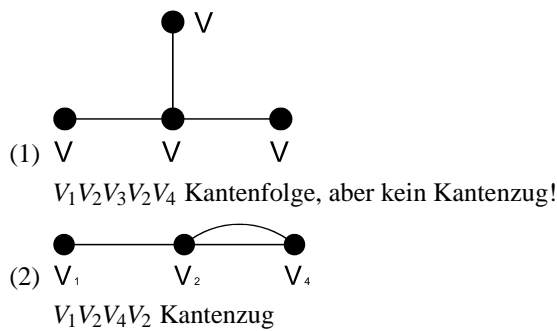 V
V V V
(1)
V₁V₂V₃V₂V₄ Kantenfolge, aber kein Kantenzug!
(2) V₁ V₂ V₄
V₁V₂V₄V₂ Kantenzug